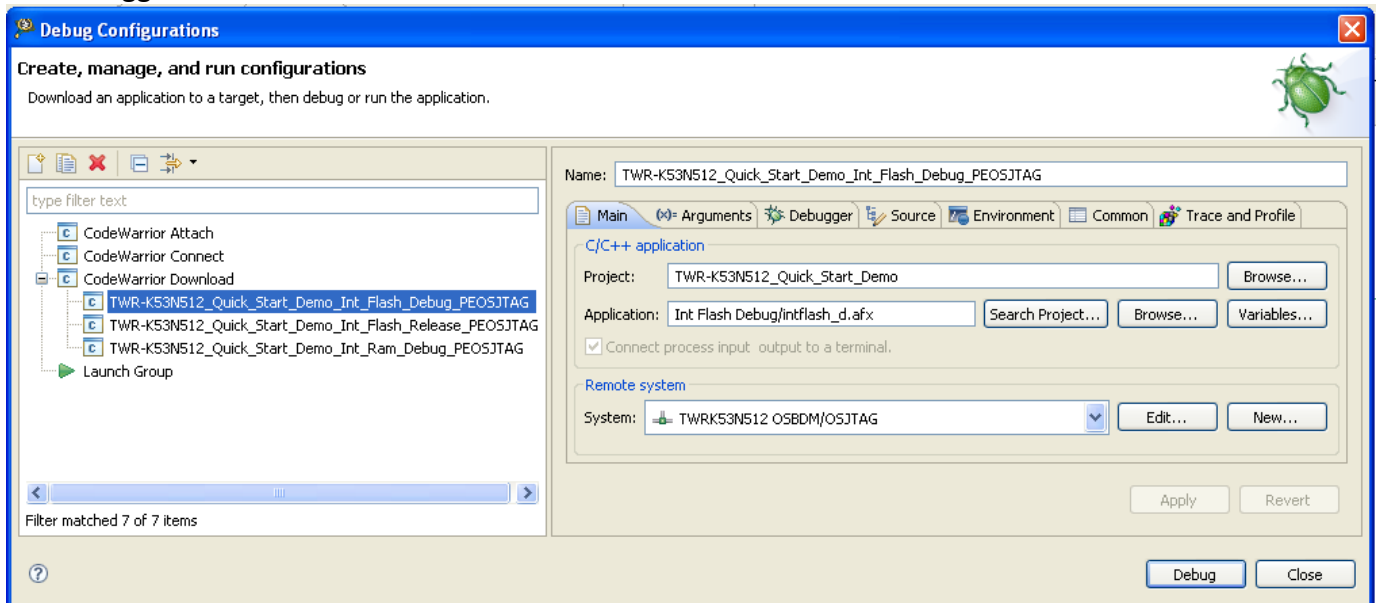 Debug Configurations
Create, manage, and run configurations
Download an application to a target, then debug or run the application.
type filter text
CodeWarrior Attach
CodeWarrior Connect
CodeWarrior Download
TWR-K53N512_Quick_Start_Demo_Int_Flash_Debug_PEOSJTAG
TWR-K53N512_Quick_Start_Demo_Int_Flash_Release_PEOSJTAG
TWR-K53N512_Quick_Start_Demo_Int_Ram_Debug_PEOSJTAG
Launch Group
Filter matched 7 of 7 items
Name: TWR-K53N512_Quick_Start_Demo_Int_Flash_Debug_PEOSJTAG
Main (x)= Arguments Debugger Source Environment Common Trace and Profile
C/C++ application
Project: TWR-K53N512_Quick_Start_Demo Browse...
Application: Int Flash Debug/intflash_d.afx Search Project... Browse... Variables...
Connect process input output to a terminal.
Remote system
System: TWRK53N512 OSBDM/OSJTAG Edit... New...
Apply Revert
Debug Close